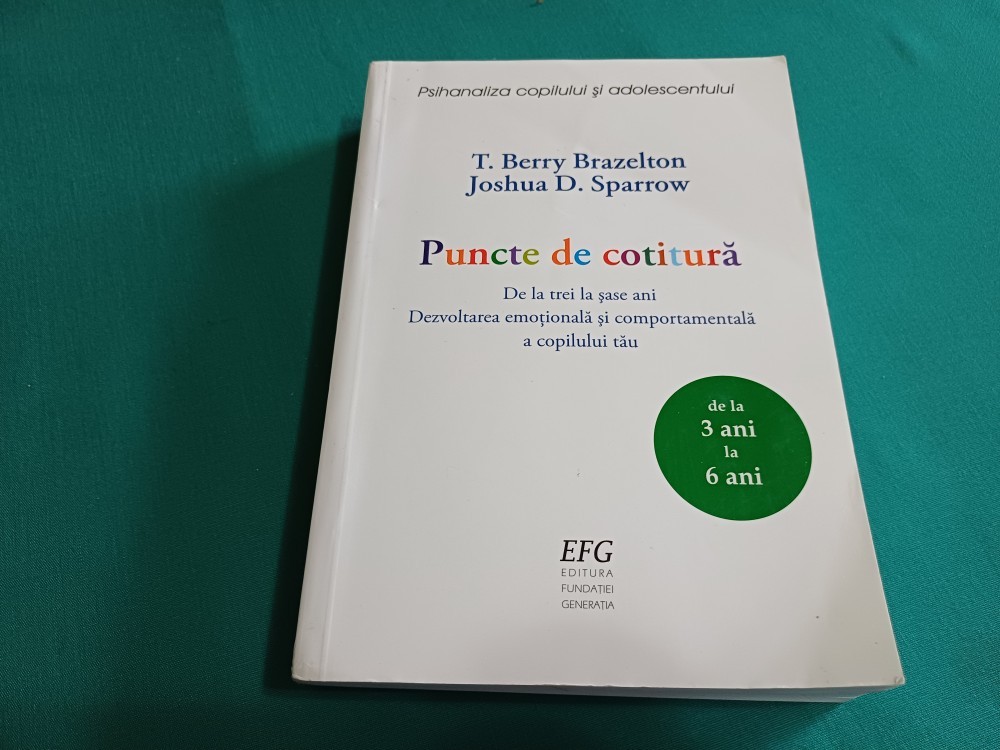 Psihanaliza copilului şi adolescentului
T. Berry Brazelton
Joshua D. Sparrow
Puncte de cotitură
De la trei la şase ani
Dezvoltarea emoţională şi comportamentală
a copilului tău
de la
3 ani
la
6 ani
EFG
EDITURA
FUNDAŢIEI
GENERAŢIA